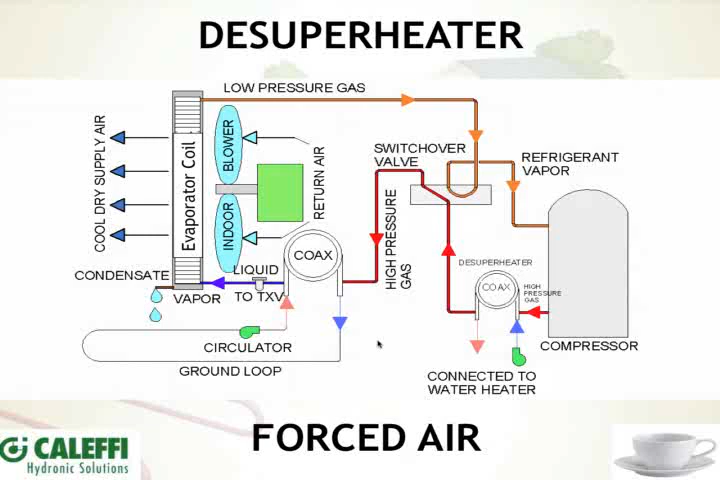 DESUPERHEATER
LOW PRESSURE GAS
COOL DRY SUPPLY AIR
Evaporator Coil
BLOWER
INDOOR
RETURN AIR
SWITCHOVER
VALVE
REFRIGERANT
VAPOR
HIGH PRESSURE
GAS
COAX
DESUPERHEATER
COAX
HIGH
PRESSURE
GAS
CONDENSATE
LIQUID
TO TXV
VAPOR
CIRCULATOR
GROUND LOOP
COMPRESSOR
CONNECTED TO
WATER HEATER
FORCED AIR
CALEFFI
Hydronic Solutions